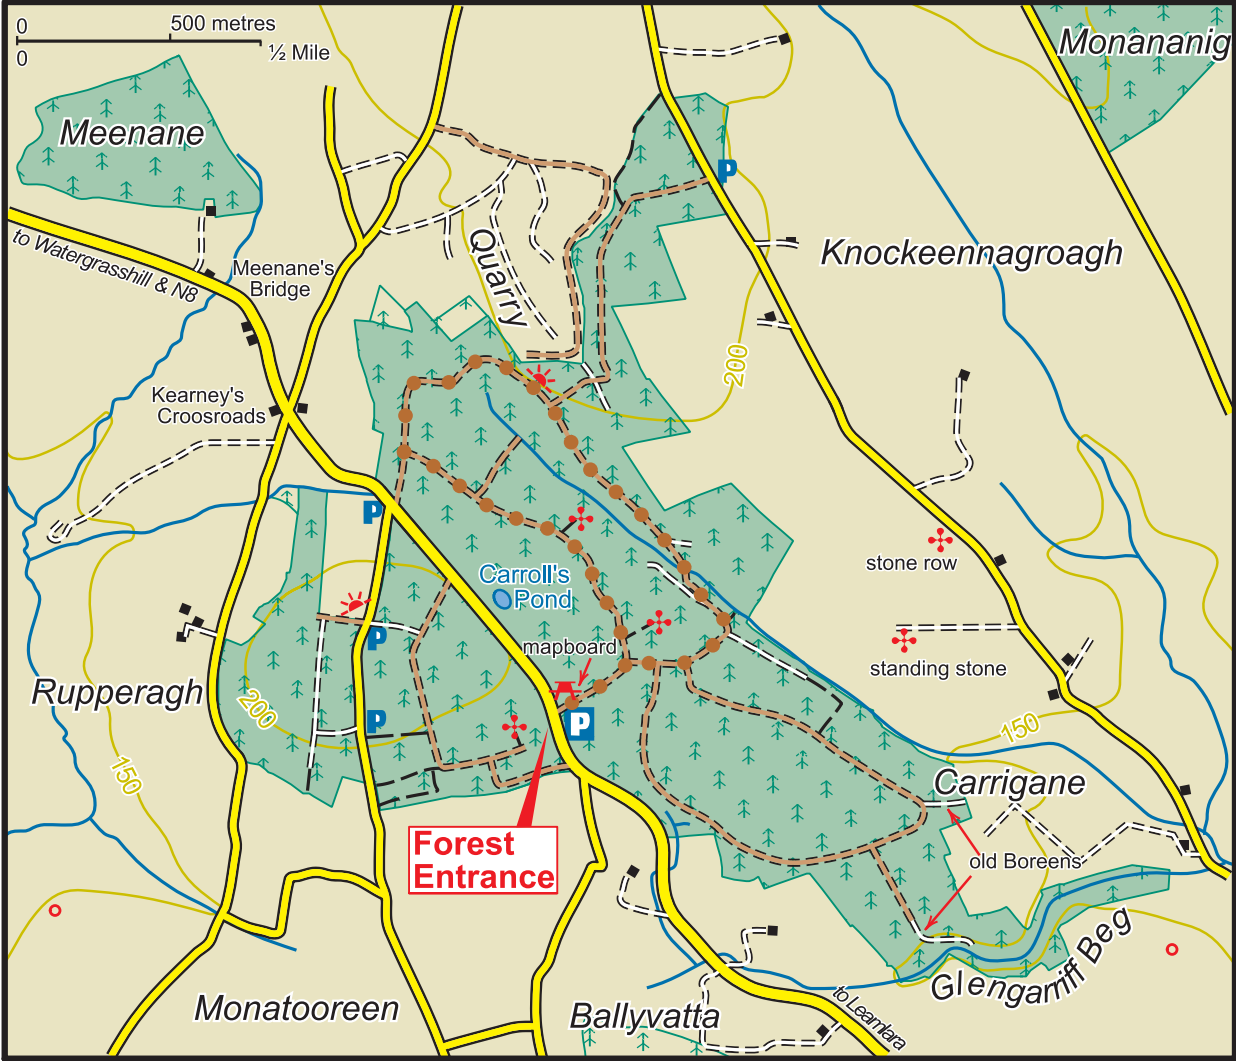 0
500 metres
0
½ Mile
Monananig
Meenane
P
to Watergrasshill & N8
Meenane's
Bridge
Quarry
Knockeennagroagh
200
Kearney's
Croosroads
P
stone row
Carroll's
Pond
mapboard
P
standing stone
Rupperagh
200
P
P
150
150
Carrigane
Forest
Entrance
old Boreens
Glengarriff Beg
Monatooreen
Ballyvatta
to Leamlara